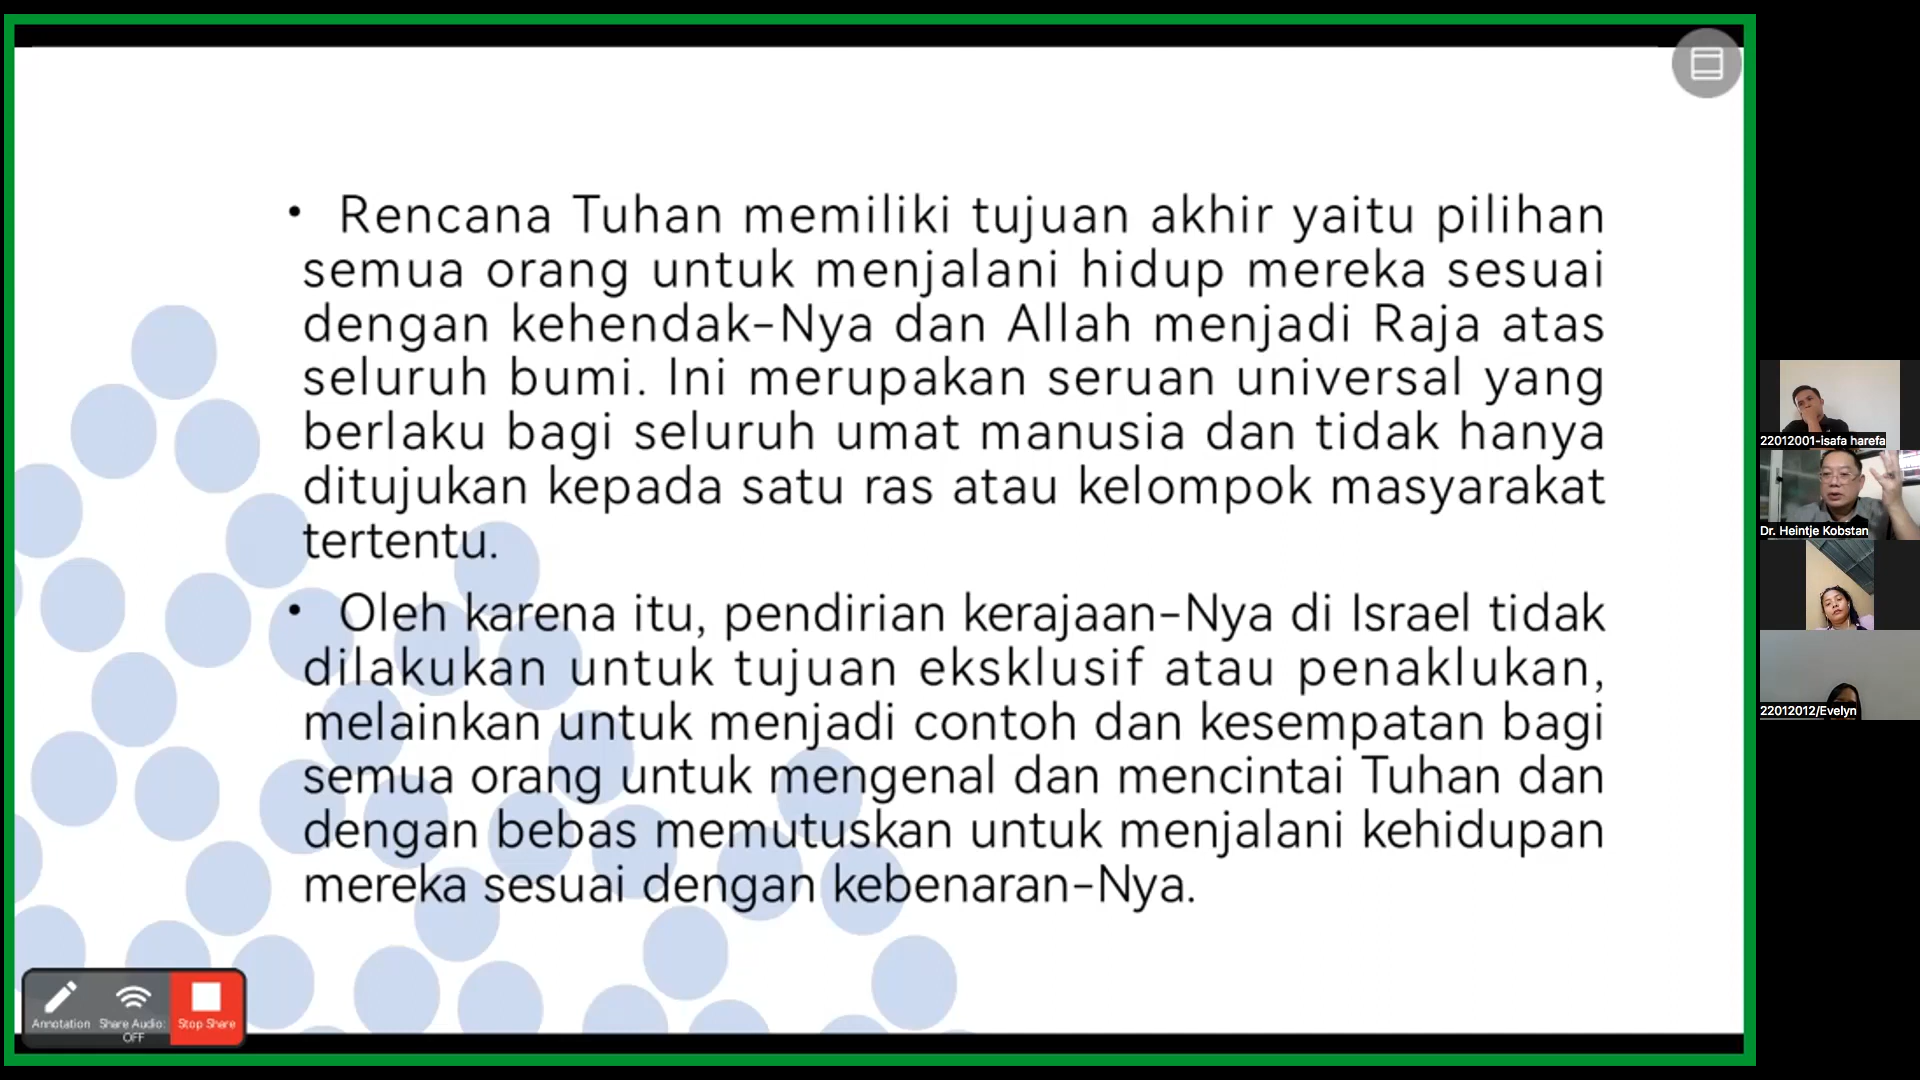 • Rencana Tuhan memiliki tujuan akhir yaitu pilihan
semua orang untuk menjalani hidup mereka sesuai
dengan kehendak-Nya dan Allah menjadi Raja atas
seluruh bumi. Ini merupakan seruan universal yang
berlaku bagi seluruh umat manusia dan tidak hanya
ditujukan kepada satu ras atau kelompok masyarakat
tertentu.
• Oleh karena itu, pendirian kerajaan-Nya di Israel tidak
dilakukan untuk tujuan eksklusif atau penaklukan,
melainkan untuk menjadi contoh dan kesempatan bagi
semua orang untuk mengenal dan mencintai Tuhan dan
dengan bebas memutuskan untuk menjalani kehidupan
mereka sesuai dengan kebenaran-Nya.
Annotation
Share Audio:
OFF
Stop Share
22012001-isafa harefa
Dr. Heintje Kobstan
22012012/Evelyn